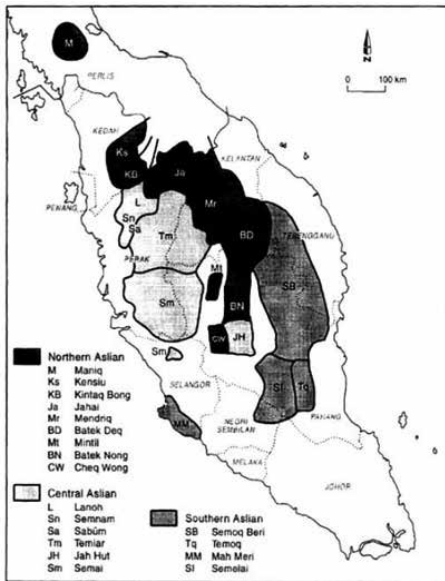 M
PERLIS
N
0 100 km
KEDAH
Ks
KB
Ja
KELANTAN
PENANG
L
Sn
Sa
Tm
Mr
BD
TERENGGANU
PERAK
Mt
SB
Sm
BN
CW
JH
Sm
SELANGOR
SI
Tq
MM
NEGRI
SEMBILAN
PAHANG
MELAKA
JOHOR
Northern Aslian
M Maniq
Ks Kensiu
KB Kintaq Bong
Ja Jahai
Mr Mendriq
BD Batek Deq
Mt Mintil
BN Batek Nong
CW Cheq Wong
Central Aslian
L Lanoh
Sn Semnam
Sa Sabüm
Tm Temiar
JH Jah Hut
Sm Semai
Southern Aslian
SB Semoq Beri
Tq Temoq
MM Mah Meri
SI Semelai